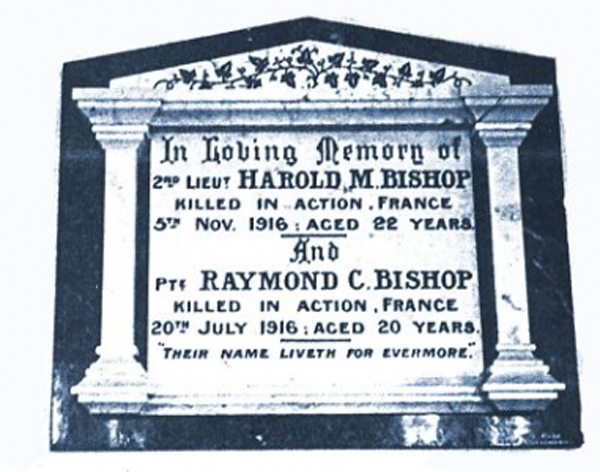 In Loving Memory of
2ND LIEUT HAROLD. M. BISHOP
KILLED IN ACTION, FRANCE
5TH NOV. 1916; AGED 22 YEARS.
And
PTE RAYMOND C. BISHOP
KILLED IN ACTION, FRANCE
20TH JULY 1916; AGED 20 YEARS.
"THEIR NAME LIVETH FOR EVERMORE."